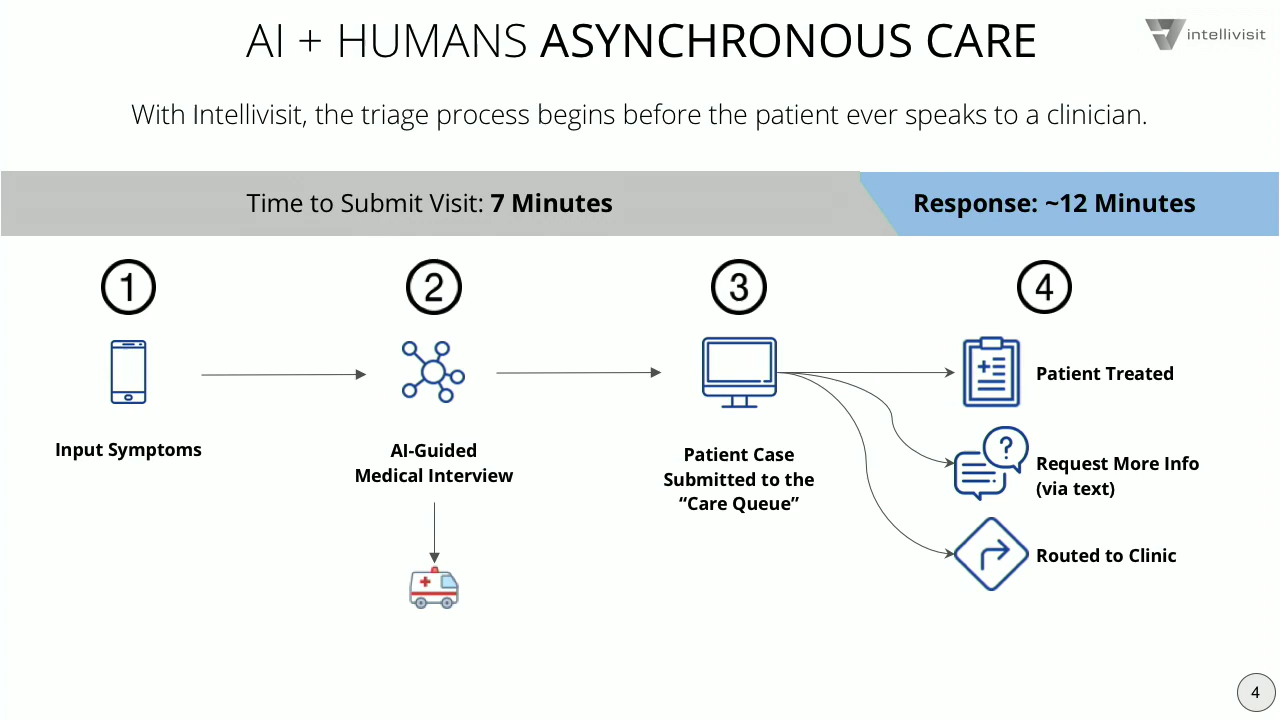 AI + HUMANS ASYNCHRONOUS CARE
intellivisit
With Intellivisit, the triage process begins before the patient ever speaks to a clinician.
Time to Submit Visit: 7 Minutes
Response: ~12 Minutes
1
2
3
4
Input Symptoms
AI-Guided
Medical Interview
Patient Case
Submitted to the
“Care Queue”
Patient Treated
?
Request More Info
(via text)
Routed to Clinic
4